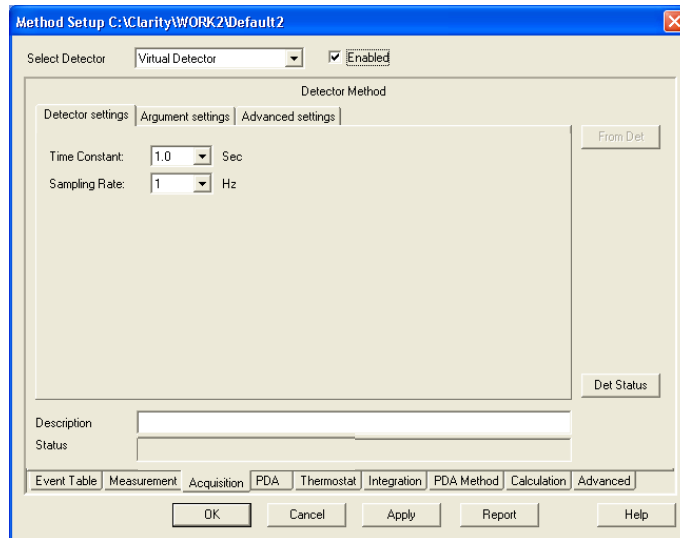 Method Setup C:\Clarity\WORK2\Default2
Select Detector Virtual Detector Enabled
Detector Method
Detector settings Argument settings Advanced settings
From Det
Time Constant: 1.0 Sec
Sampling Rate: 1 Hz
Det Status
Description
Status
Event Table Measurement Acquisition PDA Thermostat Integration PDA Method Calculation Advanced
OK Cancel Apply Report Help